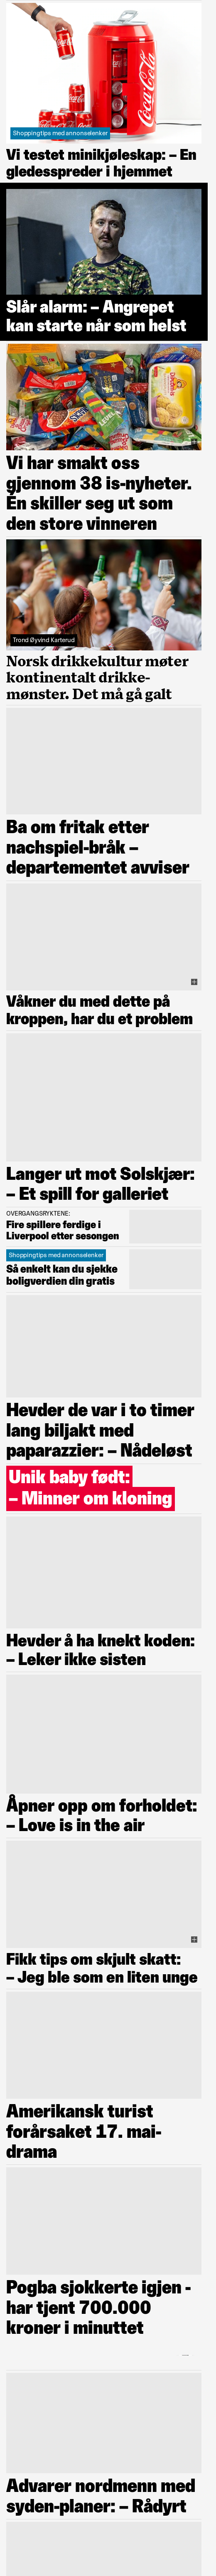 Coca-Cola
Shoppingtips med annonselenker
Vi testet minikjøleskap: – En
gledesspreder i hjemmet
Slår alarm: – Angrepet
kan starte når som helst
Vi har smakt oss
gjennom 38 is-nyheter.
Én skiller seg ut som
den store vinneren
Trond Øyvind Karterud
Norsk drikkekultur møter
kontinentalt drikke-
mønster. Det må gå galt
Ba om fritak etter
nachspiel-bråk –
departementet avviser
Våkner du med dette på
kroppen, har du et problem
Langer ut mot Solskjær:
– Et spill for galleriet
OVERGANGSRYKTENE:
Fire spillere ferdige i
Liverpool etter sesongen
Shoppingtips med annonselenker
Så enkelt kan du sjekke
boligverdien din gratis
Hevder de var i to timer
lang biljakt med
paparazzier: – Nådeløst
Unik baby født:
– Minner om kloning
Hevder å ha knekt koden:
– Leker ikke sisten
Åpner opp om forholdet:
– Love is in the air
Fikk tips om skjult skatt:
– Jeg ble som en liten unge
Amerikansk turist
forårsaket 17. mai-
drama
Pogba sjokkerte igjen -
har tjent 700.000
kroner i minuttet
Advarer nordmenn med
syden-planer: – Rådyrt